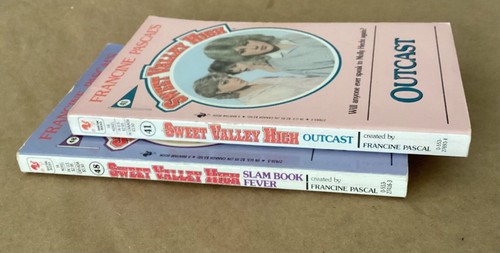 FRANCINE PASCAL'S
SWEET VALLEY HIGH
OUTCAST
Will anyone ever speak to Molly Hecht again?
41
SWEET VALLEY HIGH
OUTCAST
created by
FRANCINE PASCAL
48
SWEET VALLEY HIGH
SLAM BOOK
FEVER
created by
FRANCINE PASCAL